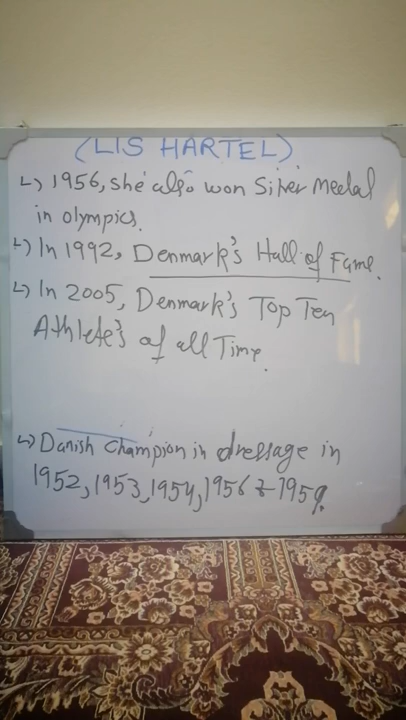 (LIS HARTEL)
↳ 1956, she also won Silver Medal
in olympics.
↳ In 1992, Denmark's Hall of Fame.
↳ In 2005, Denmark's Top Ten
Athlete's of all Time.
↳ Danish Champion in dressage in
1952, 1953, 1954, 1956 & 1959.